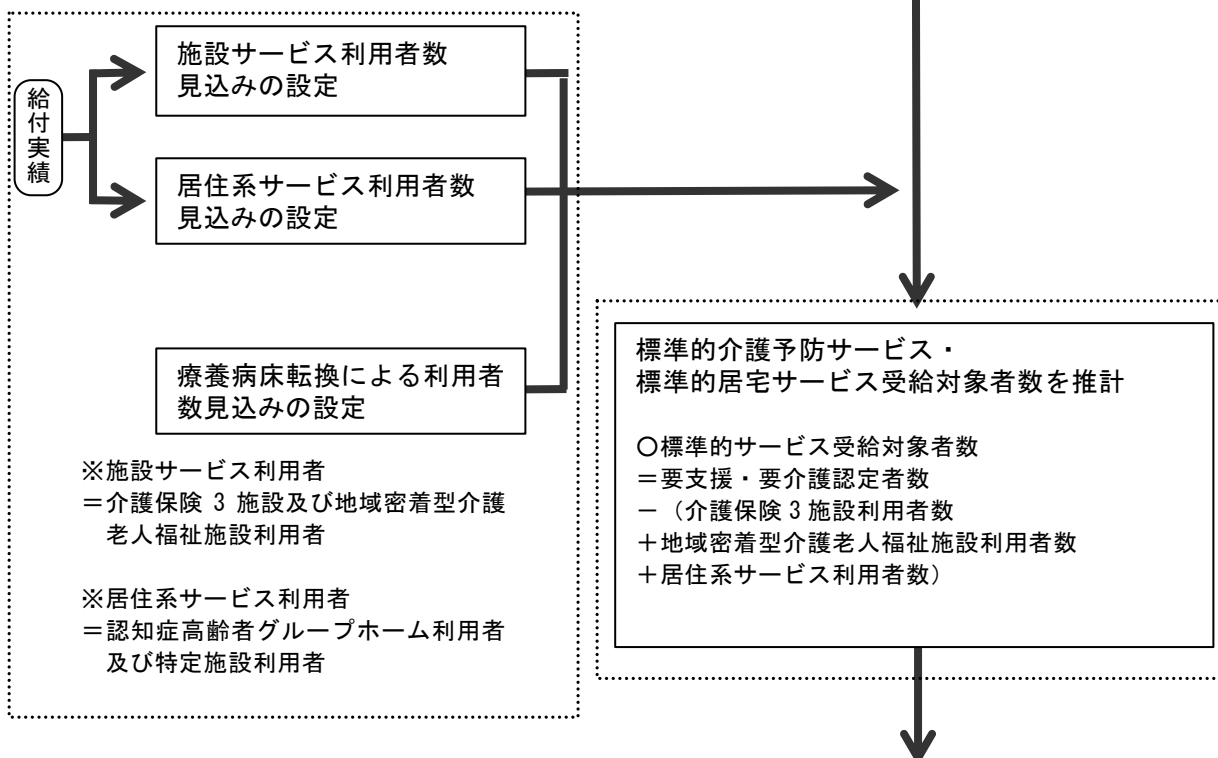 給付実績
施設サービス利用者数
見込みの設定
居住系サービス利用者数
見込みの設定
療養病床転換による利用者
数見込みの設定
※施設サービス利用者
＝介護保険 3 施設及び地域密着型介護
老人福祉施設利用者
※居住系サービス利用者
＝認知症高齢者グループホーム利用者
及び特定施設利用者
標準的介護予防サービス・
標準的居宅サービス受給対象者数を推計
○標準的サービス受給対象者数
＝要支援・要介護認定者数
－（介護保険 3 施設利用者数
＋地域密着型介護老人福祉施設利用者数
＋居住系サービス利用者数）